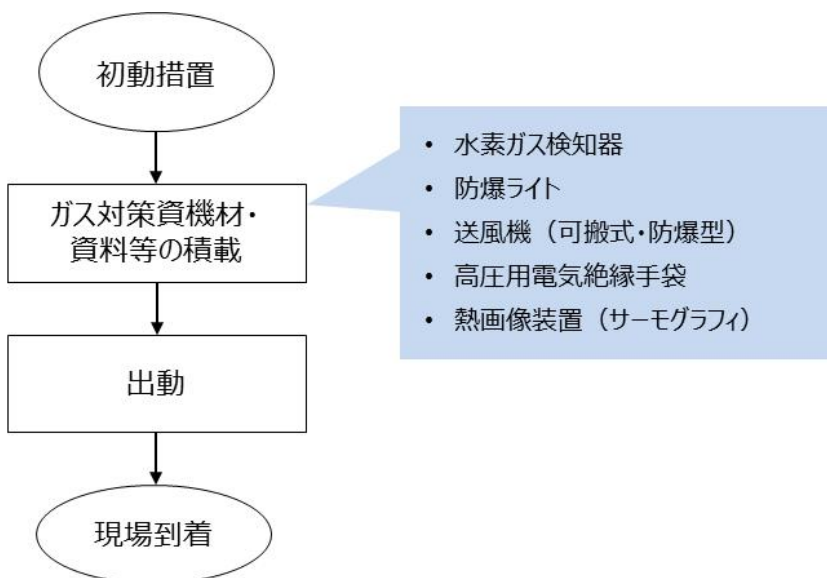 初動措置
ガス対策資機材・
資料等の積載
出動
現場到着
• 水素ガス検知器
• 防爆ライト
• 送風機（可搬式・防爆型）
• 高圧用電気絶縁手袋
• 熱画像装置（サーモグラフィ）